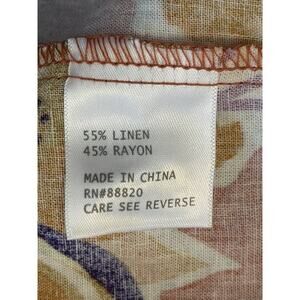 55% LINEN
45% RAYON
MADE IN CHINA
RN#88820
CARE SEE REVERSE